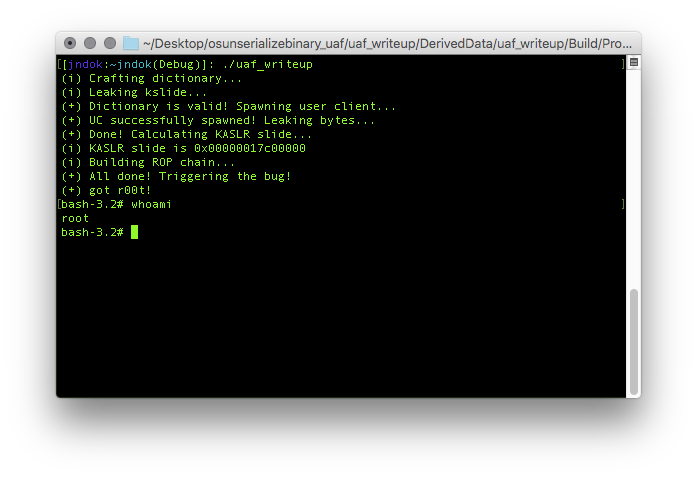 ~/Desktop/osunserializebinary_uaf/uaf_writeup/DerivedData/uaf_writeup/Build/Pro...
[[jndok:~jndok(Debug)]: ./uaf_writeup ]
(i) Crafting dictionary...
(i) Leaking kslide...
(+) Dictionary is valid! Spawning user client...
(+) UC successfully spawned! Leaking bytes...
(+) Done! Calculating KASLR slide...
(i) KASLR slide is 0x00000017c00000
(i) Building ROP chain...
(+) All done! Triggering the bug!
(+) got r00t!
[bash-3.2# whoami ]
root
bash-3.2#